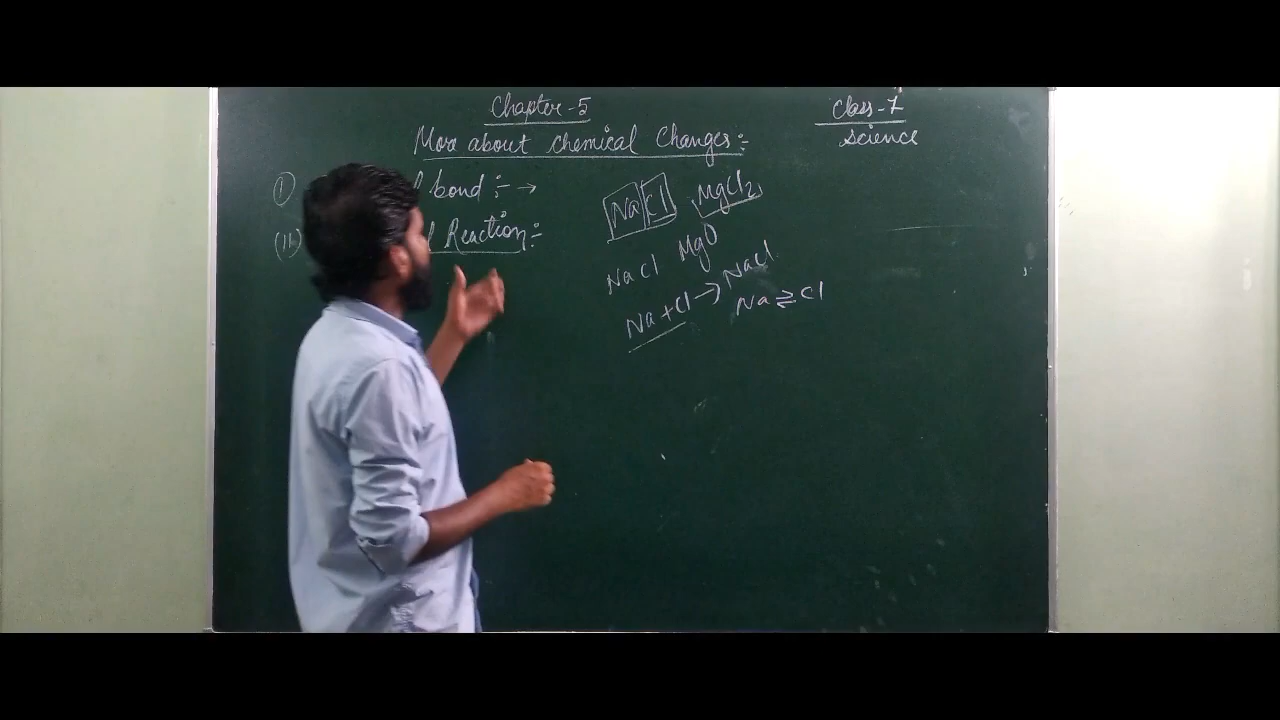 Chapter-5
Class-7
More about chemical Changes:-
Science
(I) l bond :- →
NaCl MgCl2
(II) l Reaction:-
NaCl MgO
Na+Cl → NaCl
Na ⇄ Cl